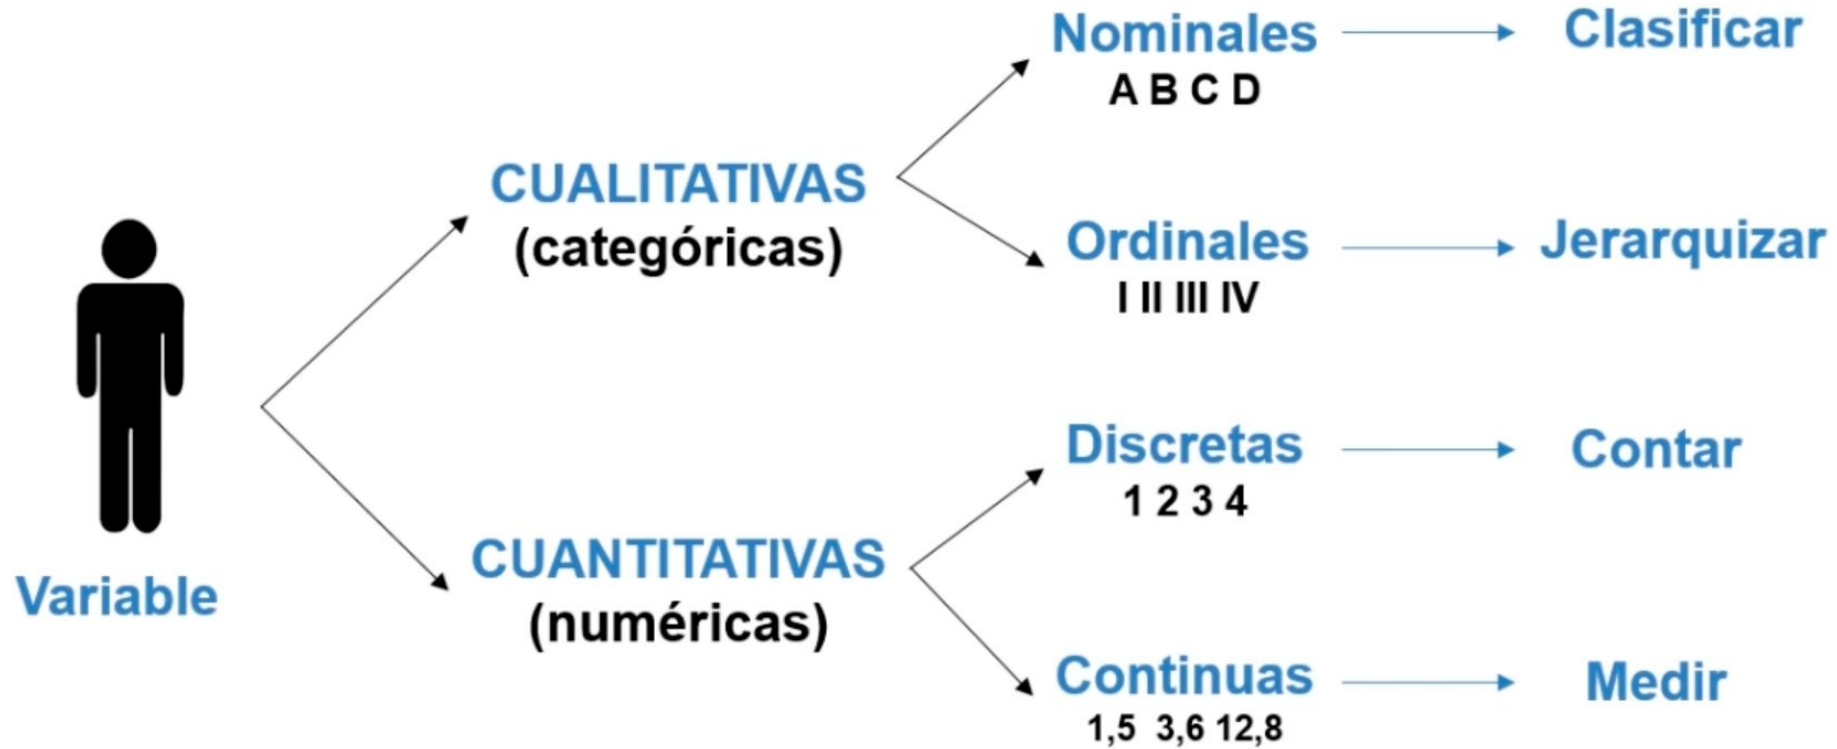 Variable
CUALITATIVAS
(categóricas)
Nominales
A B C D
Clasificar
Ordinales
I II III IV
Jerarquizar
CUANTITATIVAS
(numéricas)
Discretas
1 2 3 4
Contar
Continuas
1,5 3,6 12,8
Medir